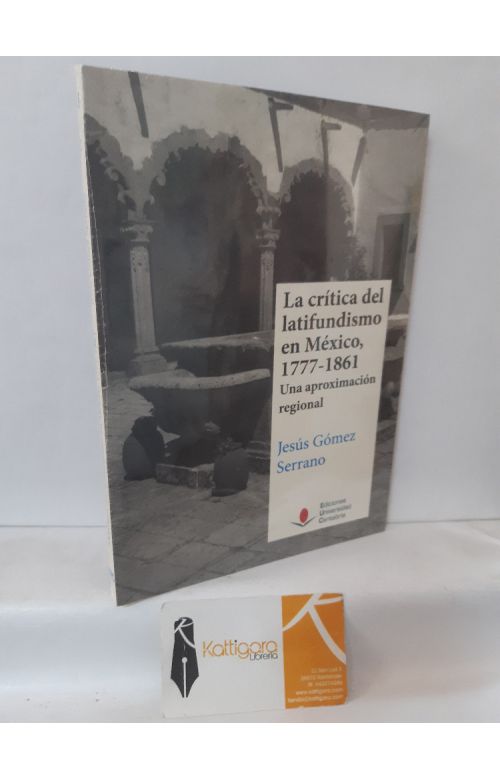 La crítica del
latifundismo
en México,
1777-1861
Una aproximación
regional
Jesús Gómez
Serrano
Ediciones
Universidad
Cantabria
Kattigara
Librería
www.kattigara.com